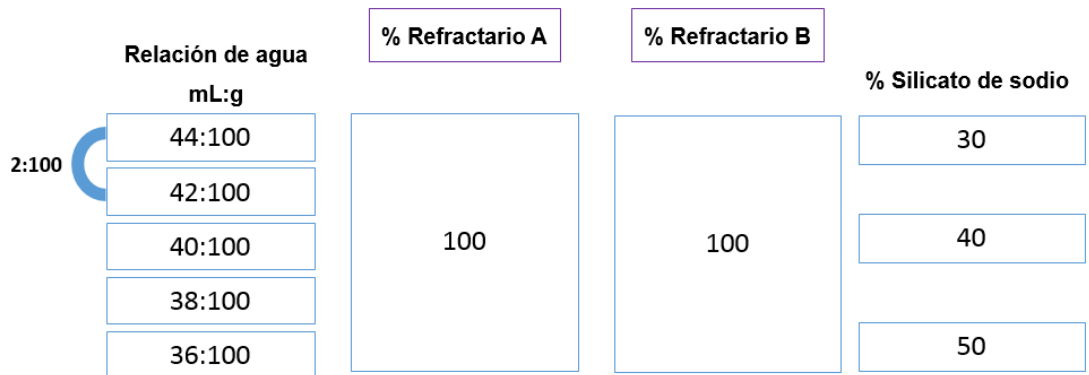 Relación de agua
mL:g
2:100
44:100
42:100
40:100
38:100
36:100
% Refractario A
100
% Refractario B
100
% Silicato de sodio
30
40
50